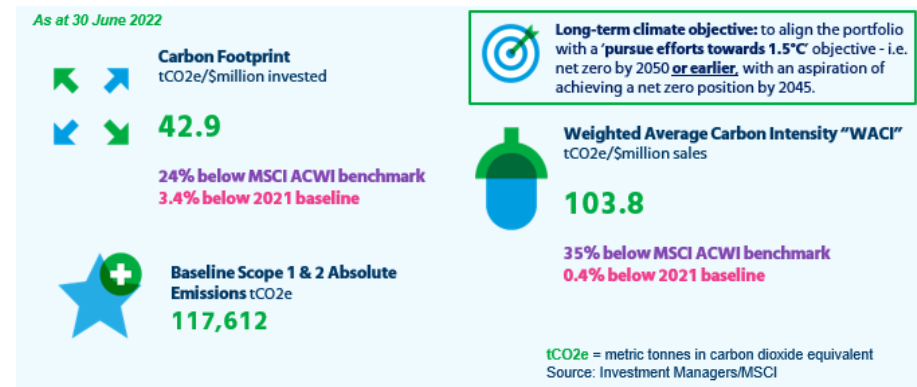 As at 30 June 2022
Carbon Footprint
tCO2e/$million invested
42.9
24% below MSCI ACWI benchmark
3.4% below 2021 baseline
Baseline Scope 1 & 2 Absolute
Emissions tCO2e
117,612
Long-term climate objective: to align the portfolio
with a ‘pursue efforts towards 1.5°C’ objective - i.e.
net zero by 2050 or earlier, with an aspiration of
achieving a net zero position by 2045.
Weighted Average Carbon Intensity “WACI”
tCO2e/$million sales
103.8
35% below MSCI ACWI benchmark
0.4% below 2021 baseline
tCO2e = metric tonnes in carbon dioxide equivalent
Source: Investment Managers/MSCI